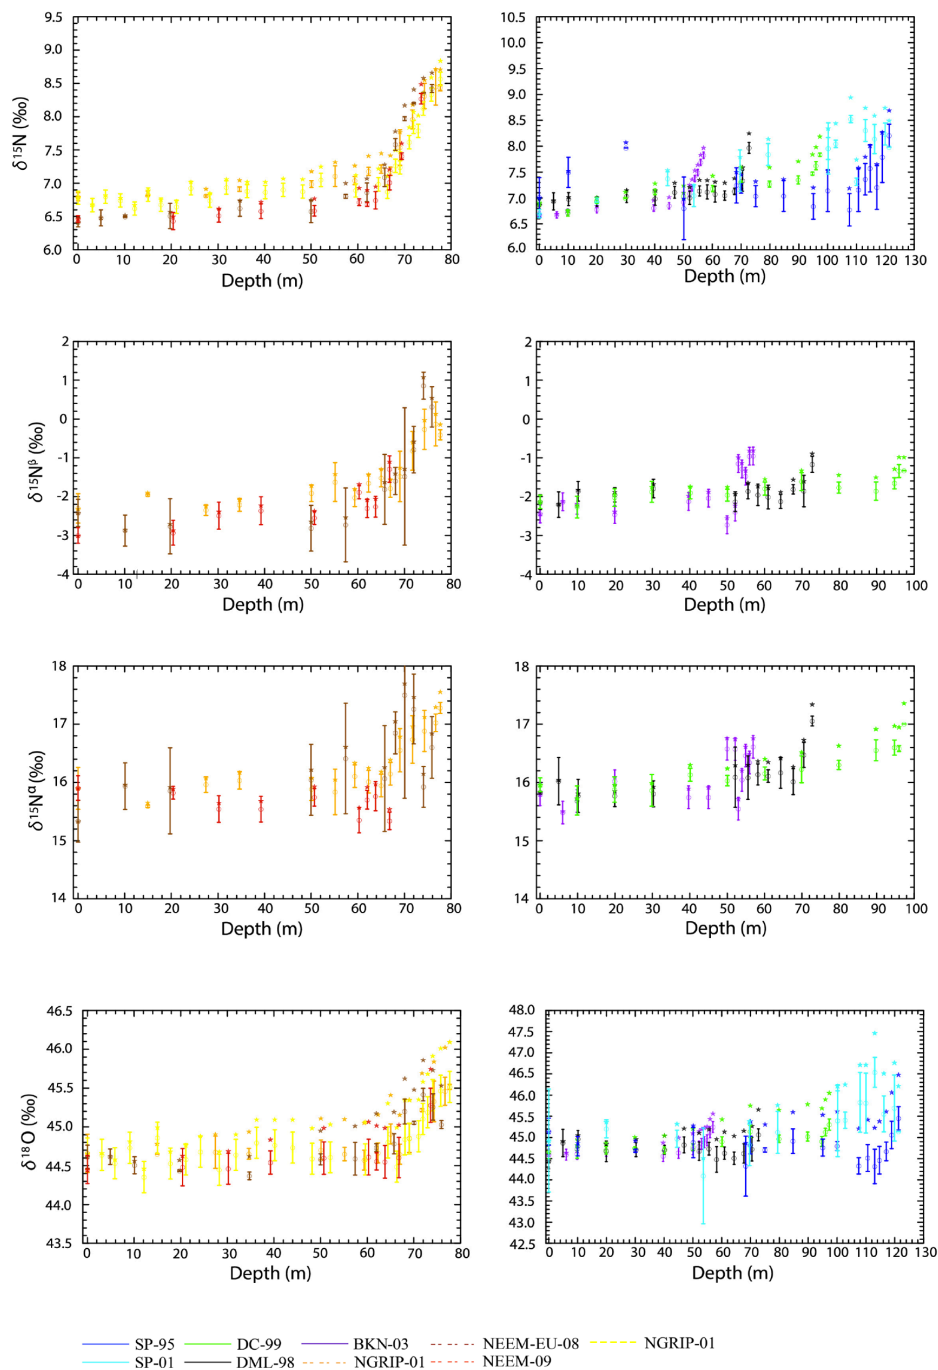 9.5
9.0
8.5
8.0
7.5
7.0
6.5
6.0
δ15N (‰)
0 10 20 30 40 50 60 70 80
Depth (m)
10.5
10.0
9.5
9.0
8.5
8.0
7.5
7.0
6.5
6.0
0 10 20 30 40 50 60 70 80 90 100 110 120 130
Depth (m)
2
1
0
-1
-2
-3
-4
δ15Nβ (‰)
0 10 20 30 40 50 60 70 80
Depth (m)
2
1
0
-1
-2
-3
-4
0 10 20 30 40 50 60 70 80 90 100
Depth (m)
18
17
16
15
14
δ15Nα (‰)
0 10 20 30 40 50 60 70 80
Depth (m)
18
17
16
15
14
0 10 20 30 40 50 60 70 80 90 100
Depth (m)
46.5
46.0
45.5
45.0
44.5
44.0
43.5
δ18O (‰)
0 10 20 30 40 50 60 70 80
Depth (m)
48.0
47.5
47.0
46.5
46.0
45.5
45.0
44.5
44.0
43.5
43.0
42.5
0 10 20 30 40 50 60 70 80 90 100 110 120 130
Depth (m)
SP-95 DC-99 BKN-03 NEEM-EU-08 NGRIP-01
SP-01 DML-98 NGRIP-01 NEEM-09